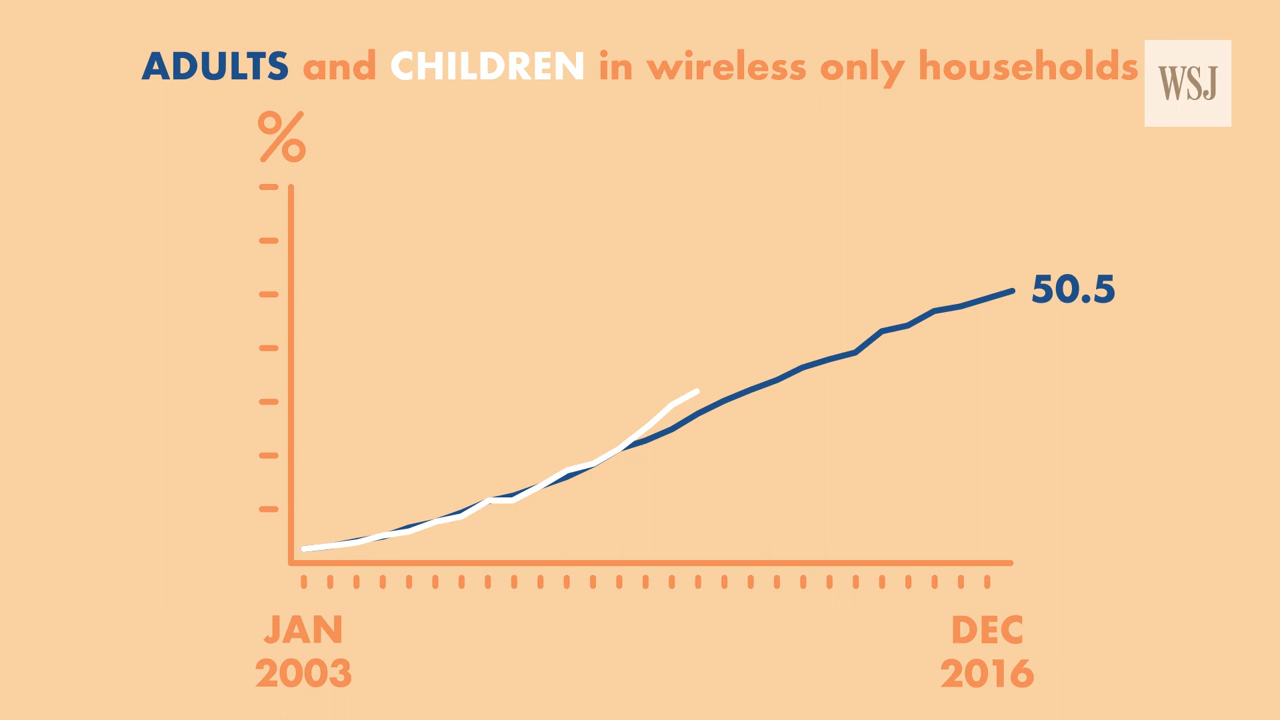 ADULTS and CHILDREN in wireless only households
WSJ
%
50.5
JAN
2003
DEC
2016